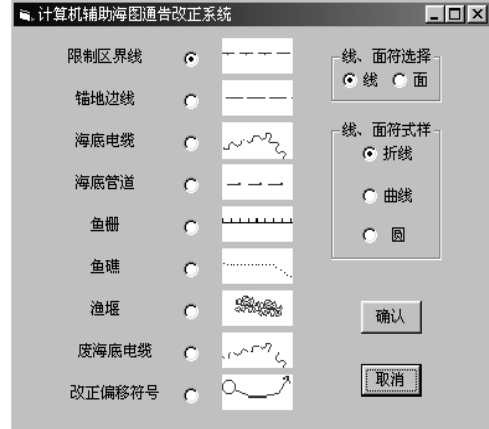 计算机辅助海图通告改正系统
限制区界线
锚地边线
海底电缆
海底管道
鱼栅
鱼礁
渔堰
废海底电缆
改正偏移符号
线、面符选择
线 面
线、面符式样
折线
曲线
圆
确认
取消